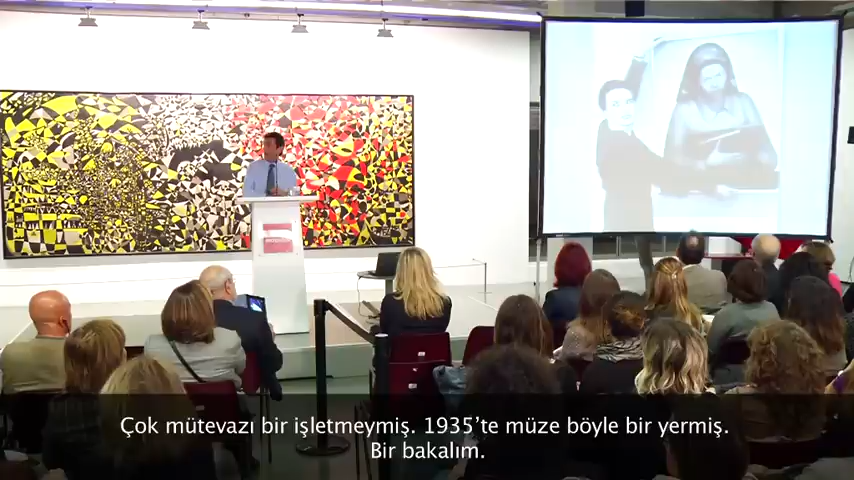 Çok mütevazı bir işletmeymiş. 1935’te müze böyle bir yermiş.
Bir bakalım.